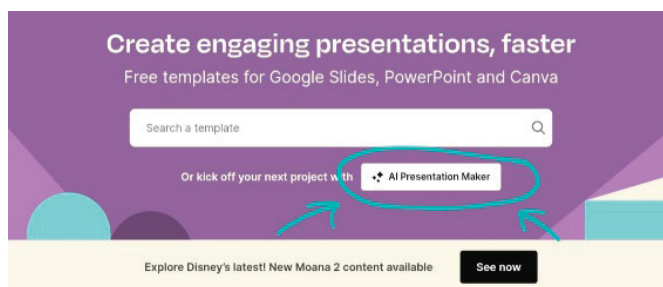 Create engaging presentations, faster
Free templates for Google Slides, PowerPoint and Canva
Search a template
Or kick off your next project with AI Presentation Maker
Explore Disney's latest! New Moana 2 content available See now